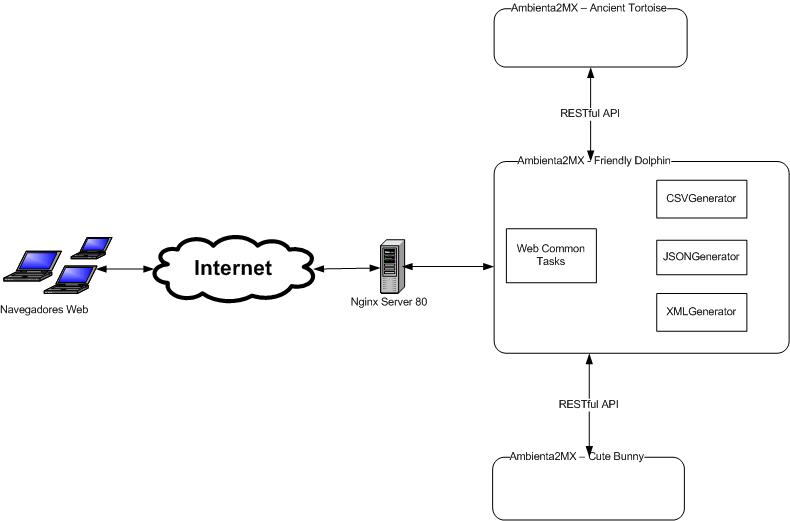 Ambienta2MX – Ancient Tortoise
RESTful API
Ambienta2MX - Friendly Dolphin
CSVGenerator
Web Common
Tasks
JSONGenerator
XMLGenerator
Internet
Nginx Server 80
Navegadores Web
RESTful API
Ambienta2MX – Cute Bunny